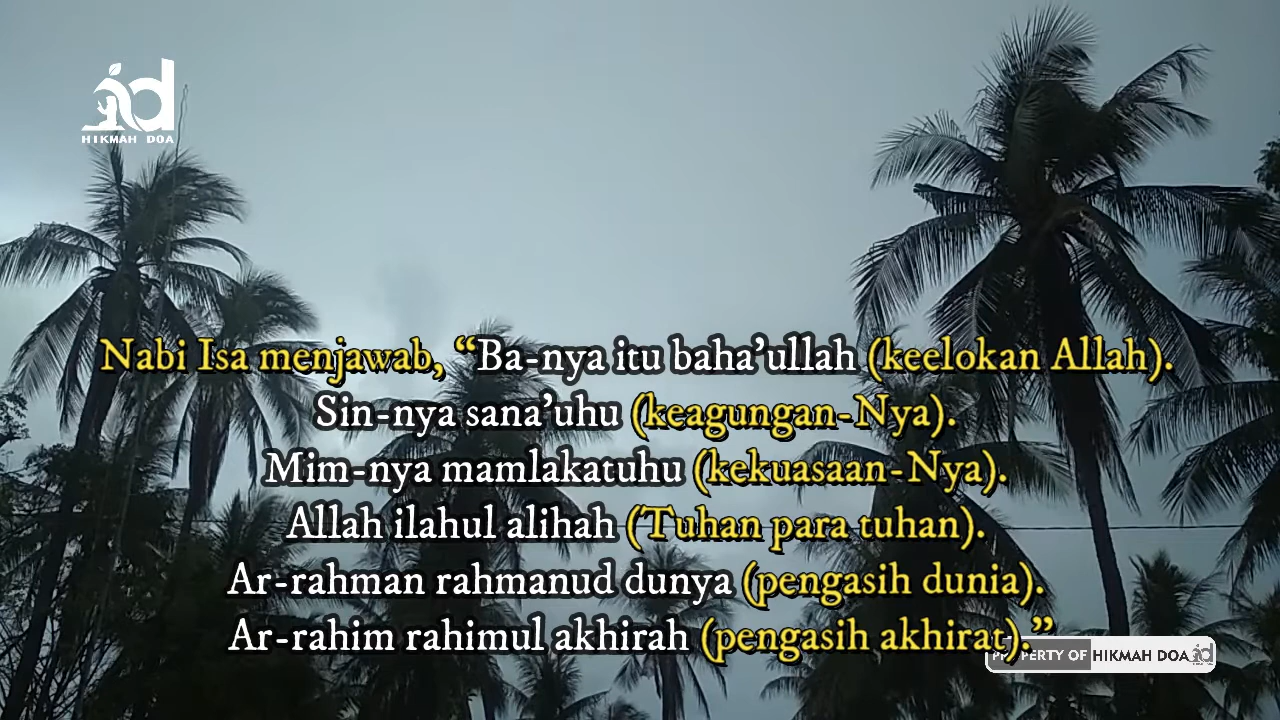 id
HIKMAH DOA
Nabi Isa menjawab, “Ba-nya itu baha’ullah (keelokan Allah).
Sin-nya sana’uhu (keagungan-Nya).
Mim-nya mamlakatuhu (kekuasaan-Nya).
Allah ilahul alihah (Tuhan para tuhan).
Ar-rahman rahmanud dunya (pengasih dunia).
Ar-rahim rahimul akhirah (pengasih akhirat).”
PROPERTY OF HIKMAH DOA id